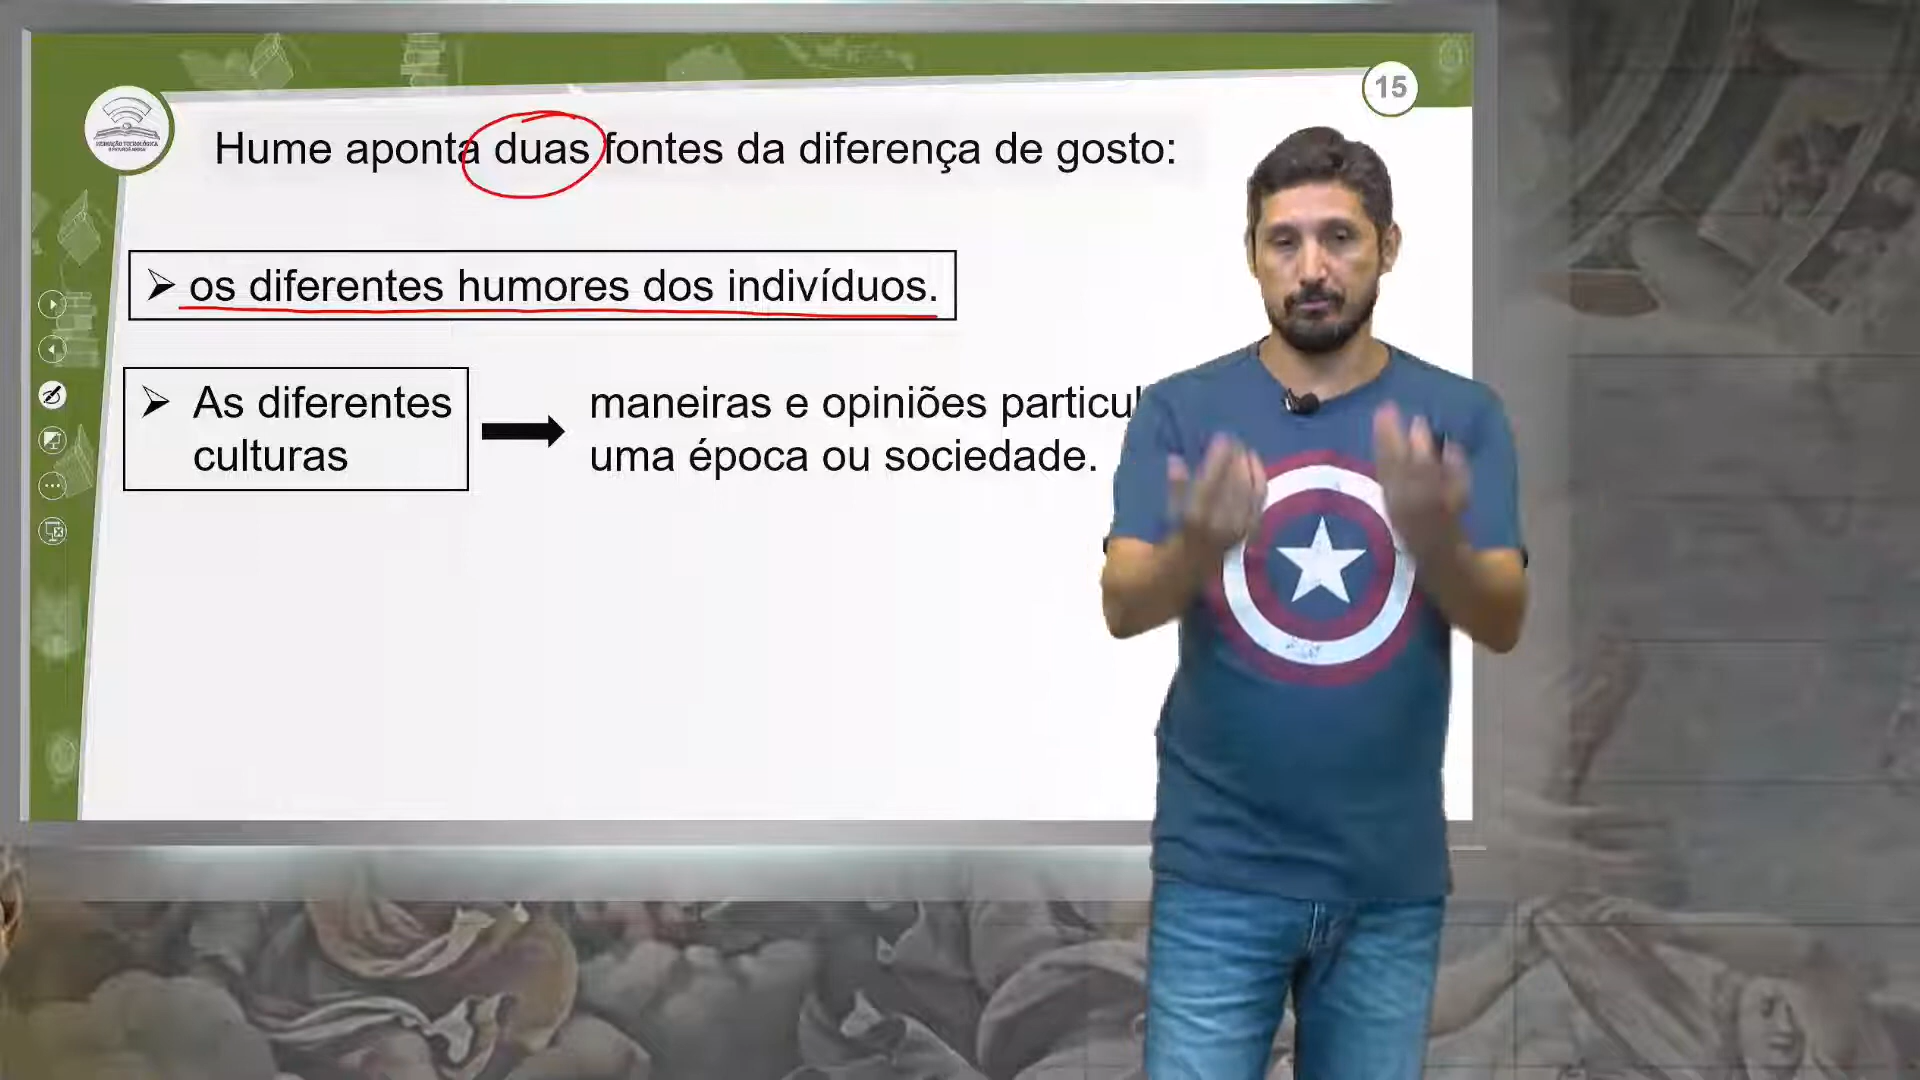 15
Hume aponta duas fontes da diferença de gosto:
os diferentes humores dos indivíduos.
As diferentes
culturas
maneiras e opiniões
uma época ou sociedade.